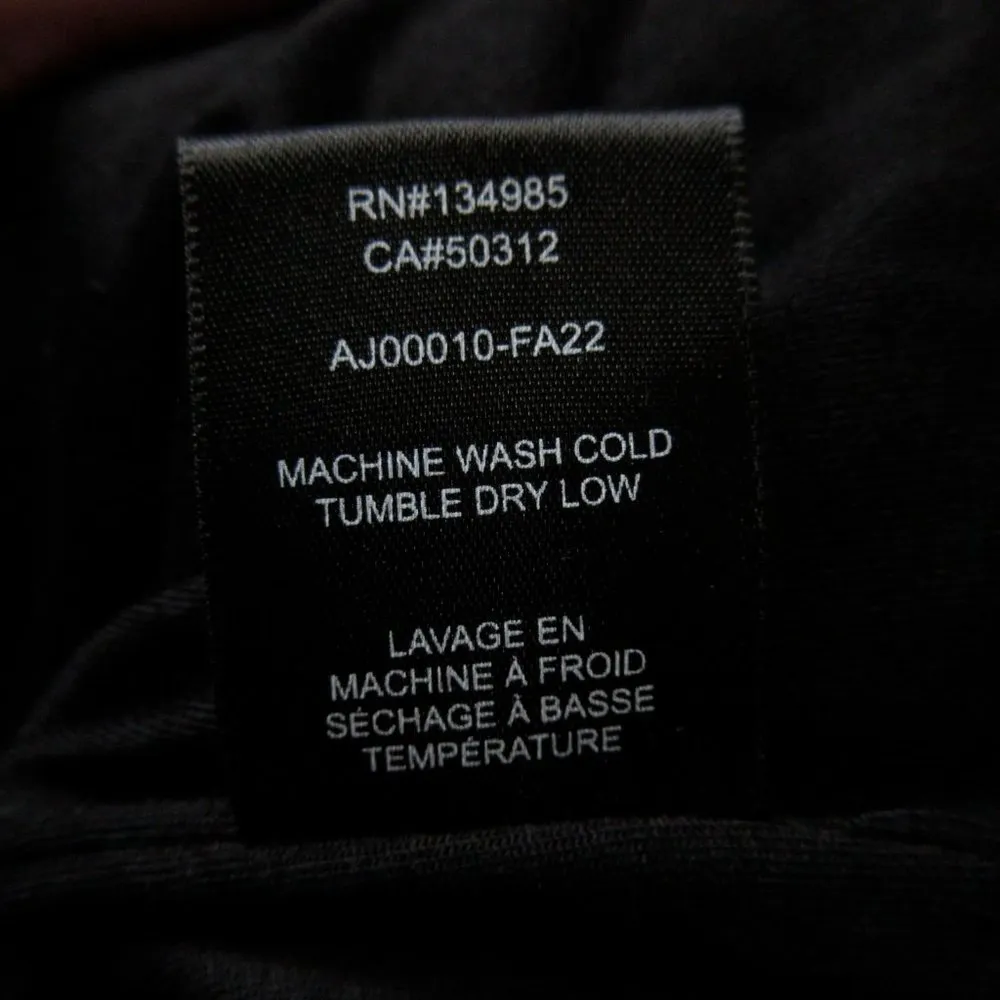 RN#134985
CA#50312
AJ00010-FA22
MACHINE WASH COLD
TUMBLE DRY LOW
LAVAGE EN
MACHINE À FROID
SÉCHAGE À BASSE
TEMPÉRATURE